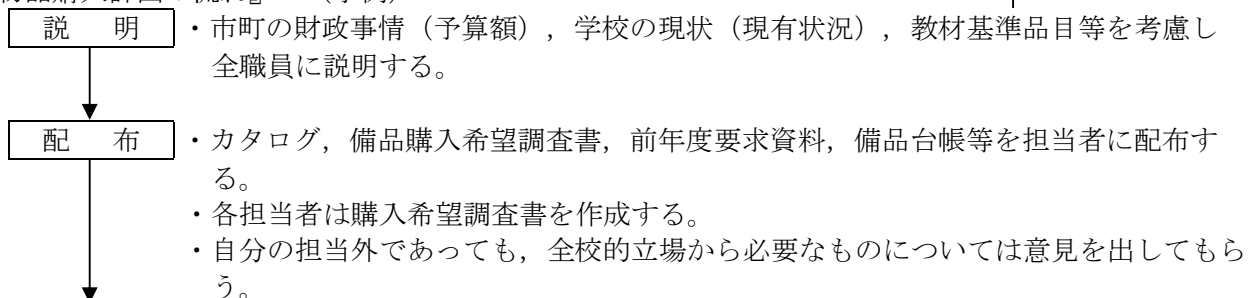 説　明　・市町の財政事情（予算額），学校の現状（現有状況），教材基準品目等を考慮し
全職員に説明する。
配　布　・カタログ，備品購入希望調査書，前年度要求資料，備品台帳等を担当者に配布す
る。
・各担当者は購入希望調査書を作成する。
・自分の担当外であっても，全校的立場から必要なものについては意見を出してもら
う。